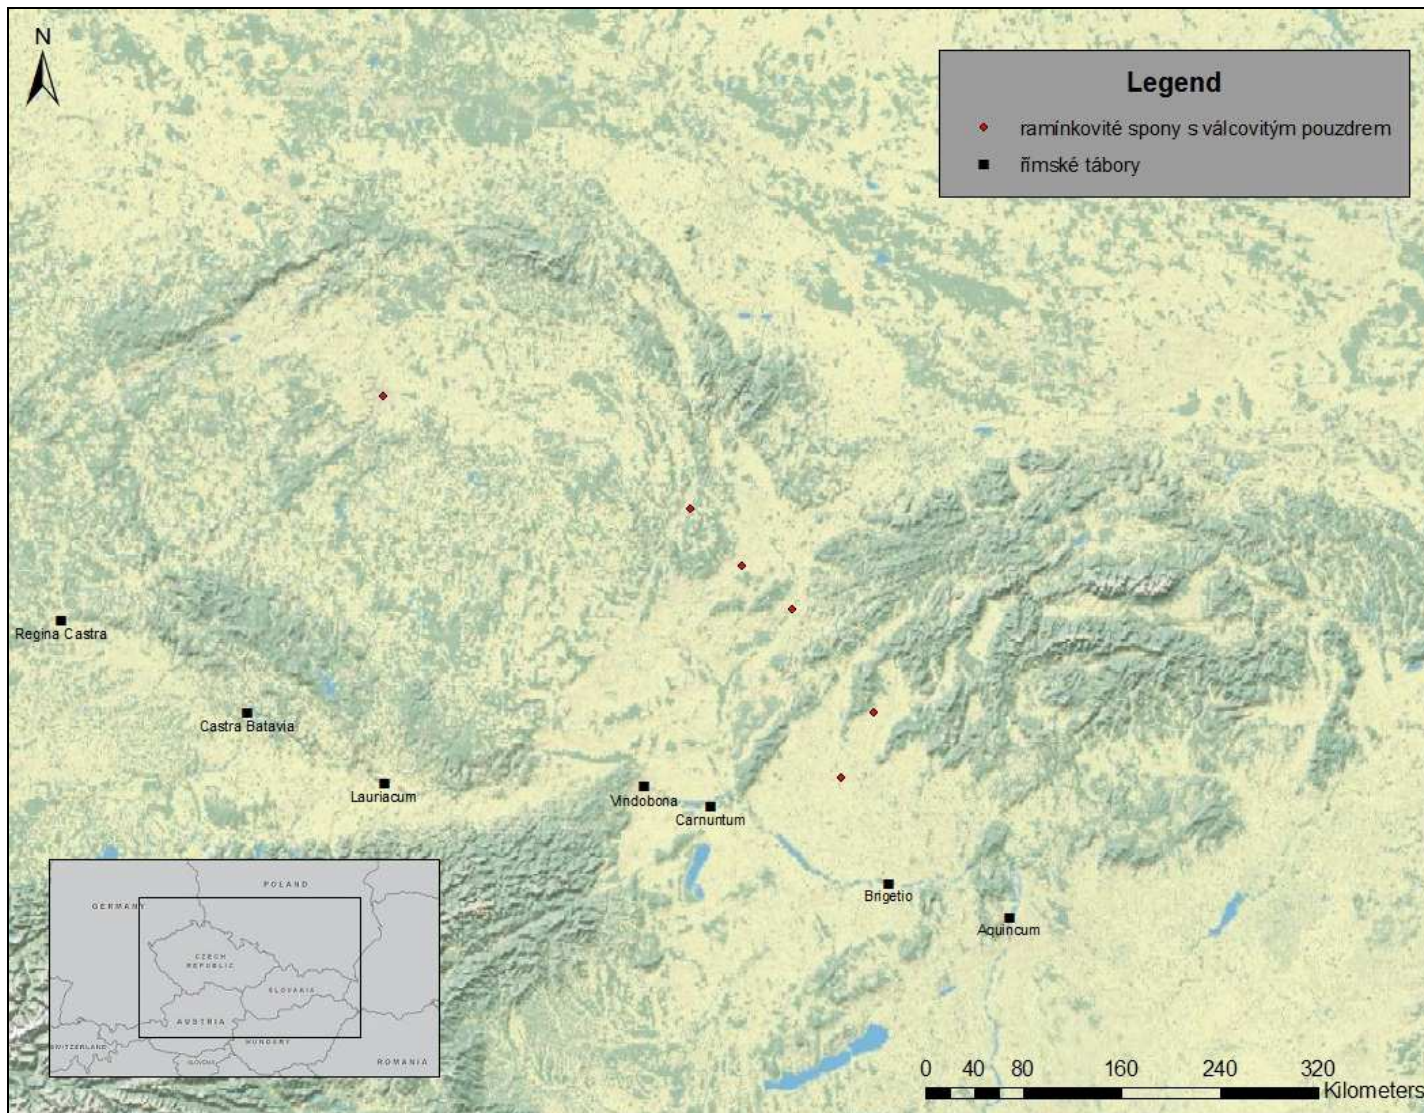 N
Legend
ramínkovité spony s válcovitým pouzdrem
římské tábory
Regina Castra
Castra Batavia
Lauriacum
Vindobona
Carnuntum
Brigetio
Aquincum
POLAND
GERMANY
CZECH
REPUBLIC
SLOVAKIA
AUSTRIA
HUNGARY
SWITZERLAND
SLOVENIA
ROMANIA
0 40 80 160 240 320
Kilometers